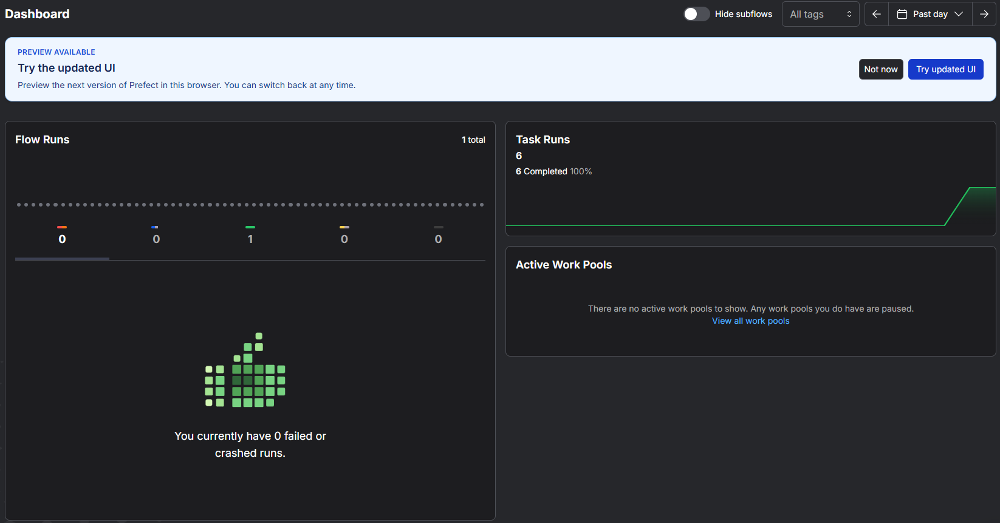 Dashboard
Hide subflows
All tags
Past day
PREVIEW AVAILABLE
Try the updated UI
Preview the next version of Prefect in this browser. You can switch back at any time.
Not now
Try updated UI
Flow Runs
1 total
0
0
1
0
0
You currently have 0 failed or
crashed runs.
Task Runs
6
6 Completed 100%
Active Work Pools
There are no active work pools to show. Any work pools you do have are paused.
View all work pools